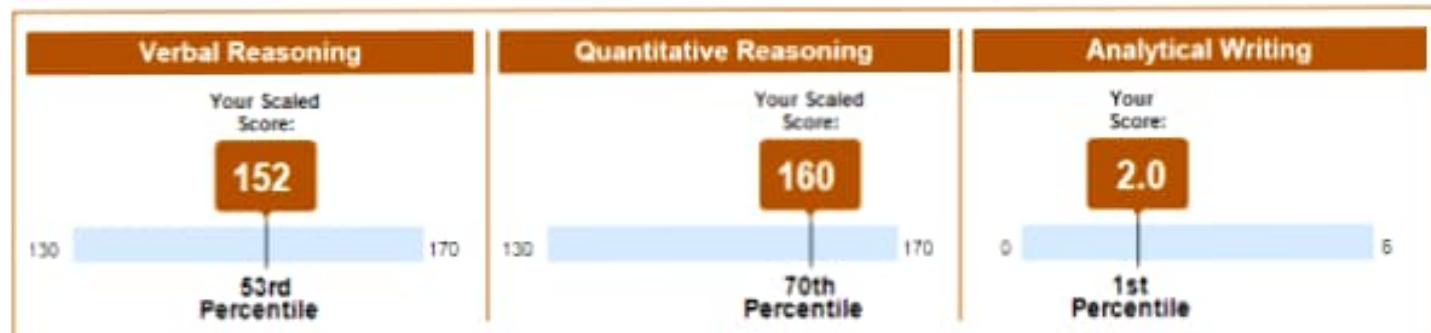 Verbal Reasoning
Your Scaled
Score:
152
130
170
53rd
Percentile
Quantitative Reasoning
Your Scaled
Score:
160
130
170
70th
Percentile
Analytical Writing
Your
Score:
2.0
0
6
1st
Percentile